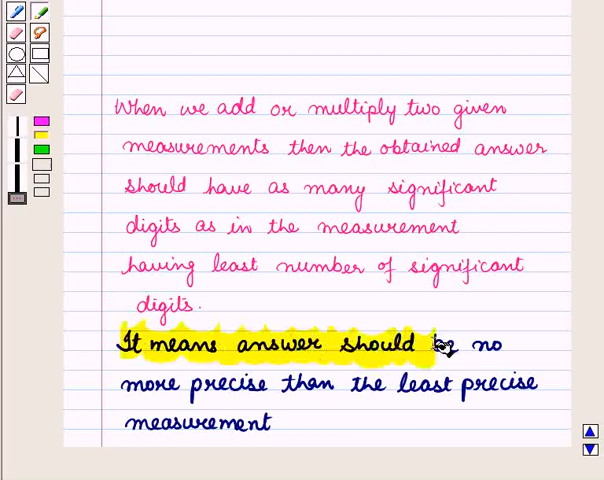 When we add or multiply two given
measurements then the obtained answer
should have as many significant
digits as in the measurement
having least number of significant
digits.
It means answer should be no
more precise than the least precise
measurement